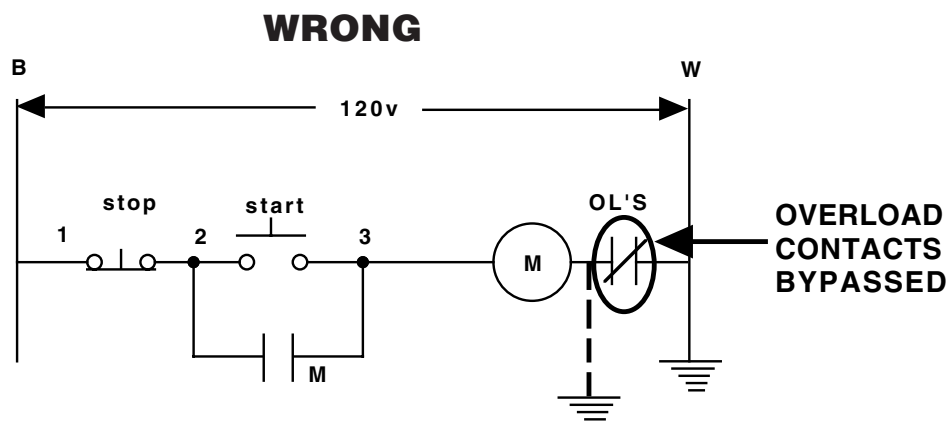 WRONG
B
W
120v
stop
start
OL'S
1
2
3
M
M
OVERLOAD
CONTACTS
BYPASSED